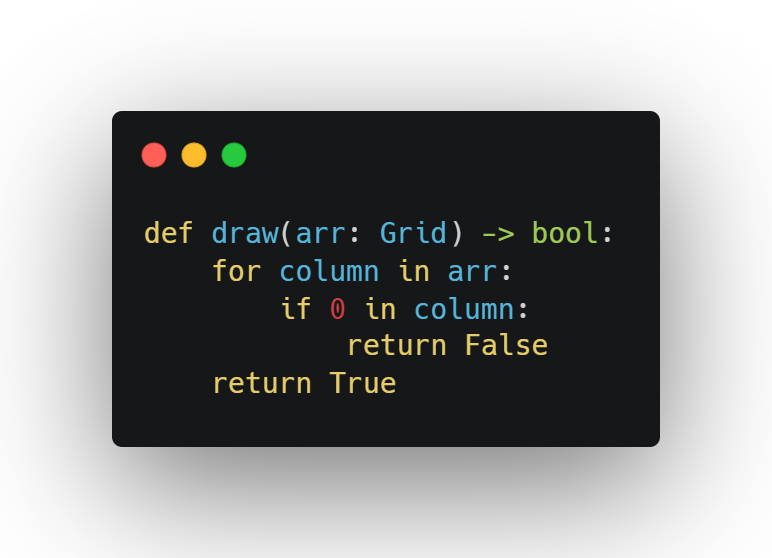 def draw(arr: Grid) -> bool:
    for column in arr:
        if 0 in column:
            return False
    return True